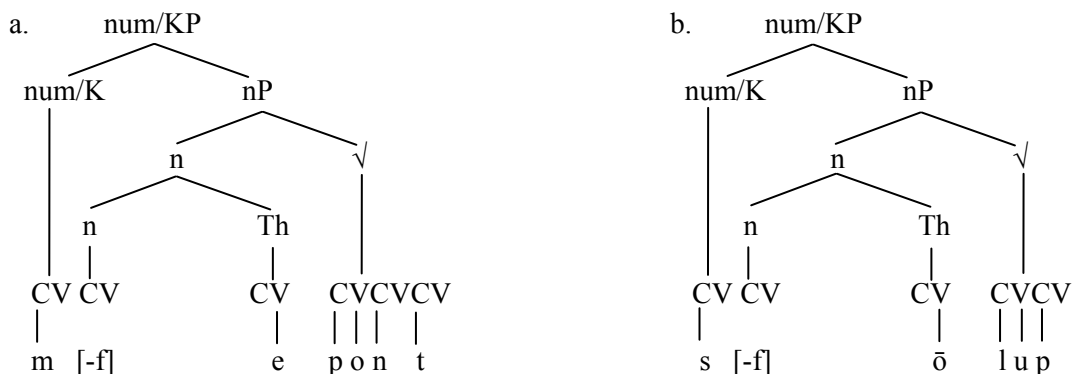 a. num/KP b. num/KP
num/K nP num/K nP
n √ n √
n Th n Th
CV CV CV CVCVCV CV CV CV CVCV
m [-f] e p o n t s [-f] ō l u p